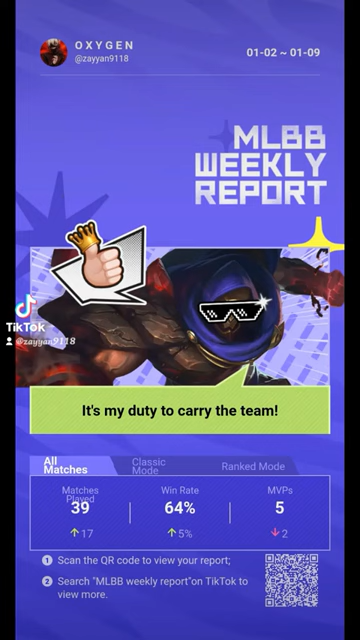 OXYGEN
@zayyan9118
01-02 ~ 01-09
MLBB
WEEKLY
REPORT
TikTok
@zayyan9118
It's my duty to carry the team!
All
Matches
Classic
Mode
Ranked Mode
Matches
Played
Win Rate
MVPs
39
64%
5
↑17
↑5%
↓2
1 Scan the QR code to view your report;
2 Search "MLBB weekly report"on TikTok to
view more.